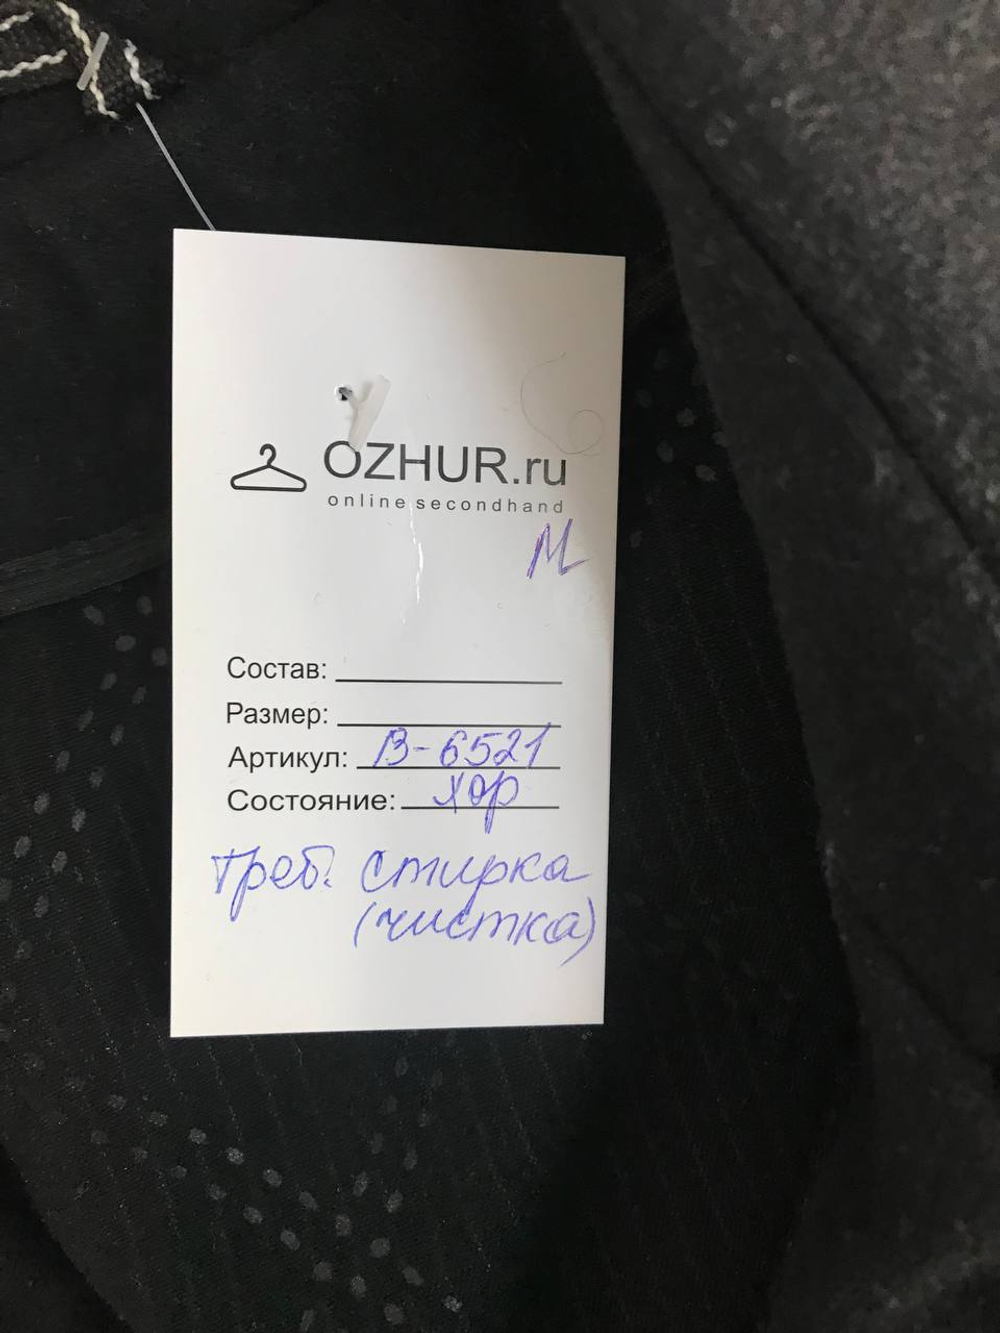 OZHUR.ru
online secondhand
М
Состав:
Размер:
Артикул: В-6521
Состояние: хор
треб. стирка
(чистка)